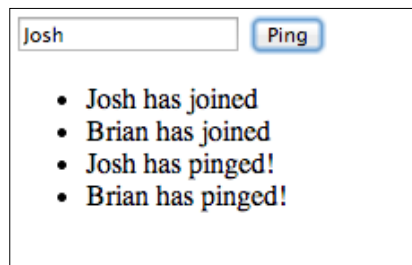 Josh Ping
Josh has joined
Brian has joined
Josh has pinged!
Brian has pinged!